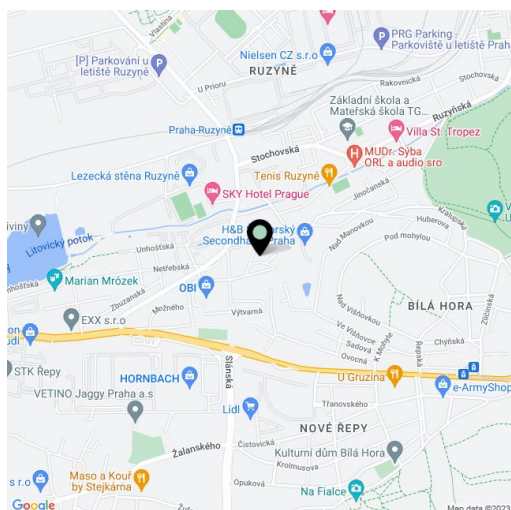 Vlastina
Nielsen CZ s.r.o
RUZYNĚ
PRG Parking -
Parkoviště u letiště Praha
[P] Parkování u
letiště Ruzyně
U Prioru
Rakovnická
Stochovská
Ruzyňská
Základní škola a
Mateřská škola TG...
Praha-Ruzyně
Villa St. Tropez
Stochovská
MUDr. Syba
ORL a audio sro
Lezecká stěna Ruzyně
Tenis Ruzyně
SKY Hotel Prague
Jinočanská
Kralupská
Huberova
Litovický potok
Unhošťská
H&B
Secondha
Praha
Nad Manovkou
Pod mohylou
Netřebská
Marian Mrózek
Zbuzanská
OBI
Možného
Výtvarná
EXX s.r.o
Nad Višňovkou
Ve Višňovce
Sadová
Ovocná
K Mohyle
BÍLÁ HORA
Zličínská
Chýňská
Řepská
STK Řepy
HORNBACH
Slánská
U Gruzina
e-ArmyShop
VETINO Jaggy Praha a.s
Lidl
Třanovského
NOVÉ ŘEPY
Žalanského
Čistovická
Kulturní dům Bílá Hora
Krolmusova
Maso a Kouř
by Stejkárna
Opuková
Na Fialce
Google
Map data ©2023